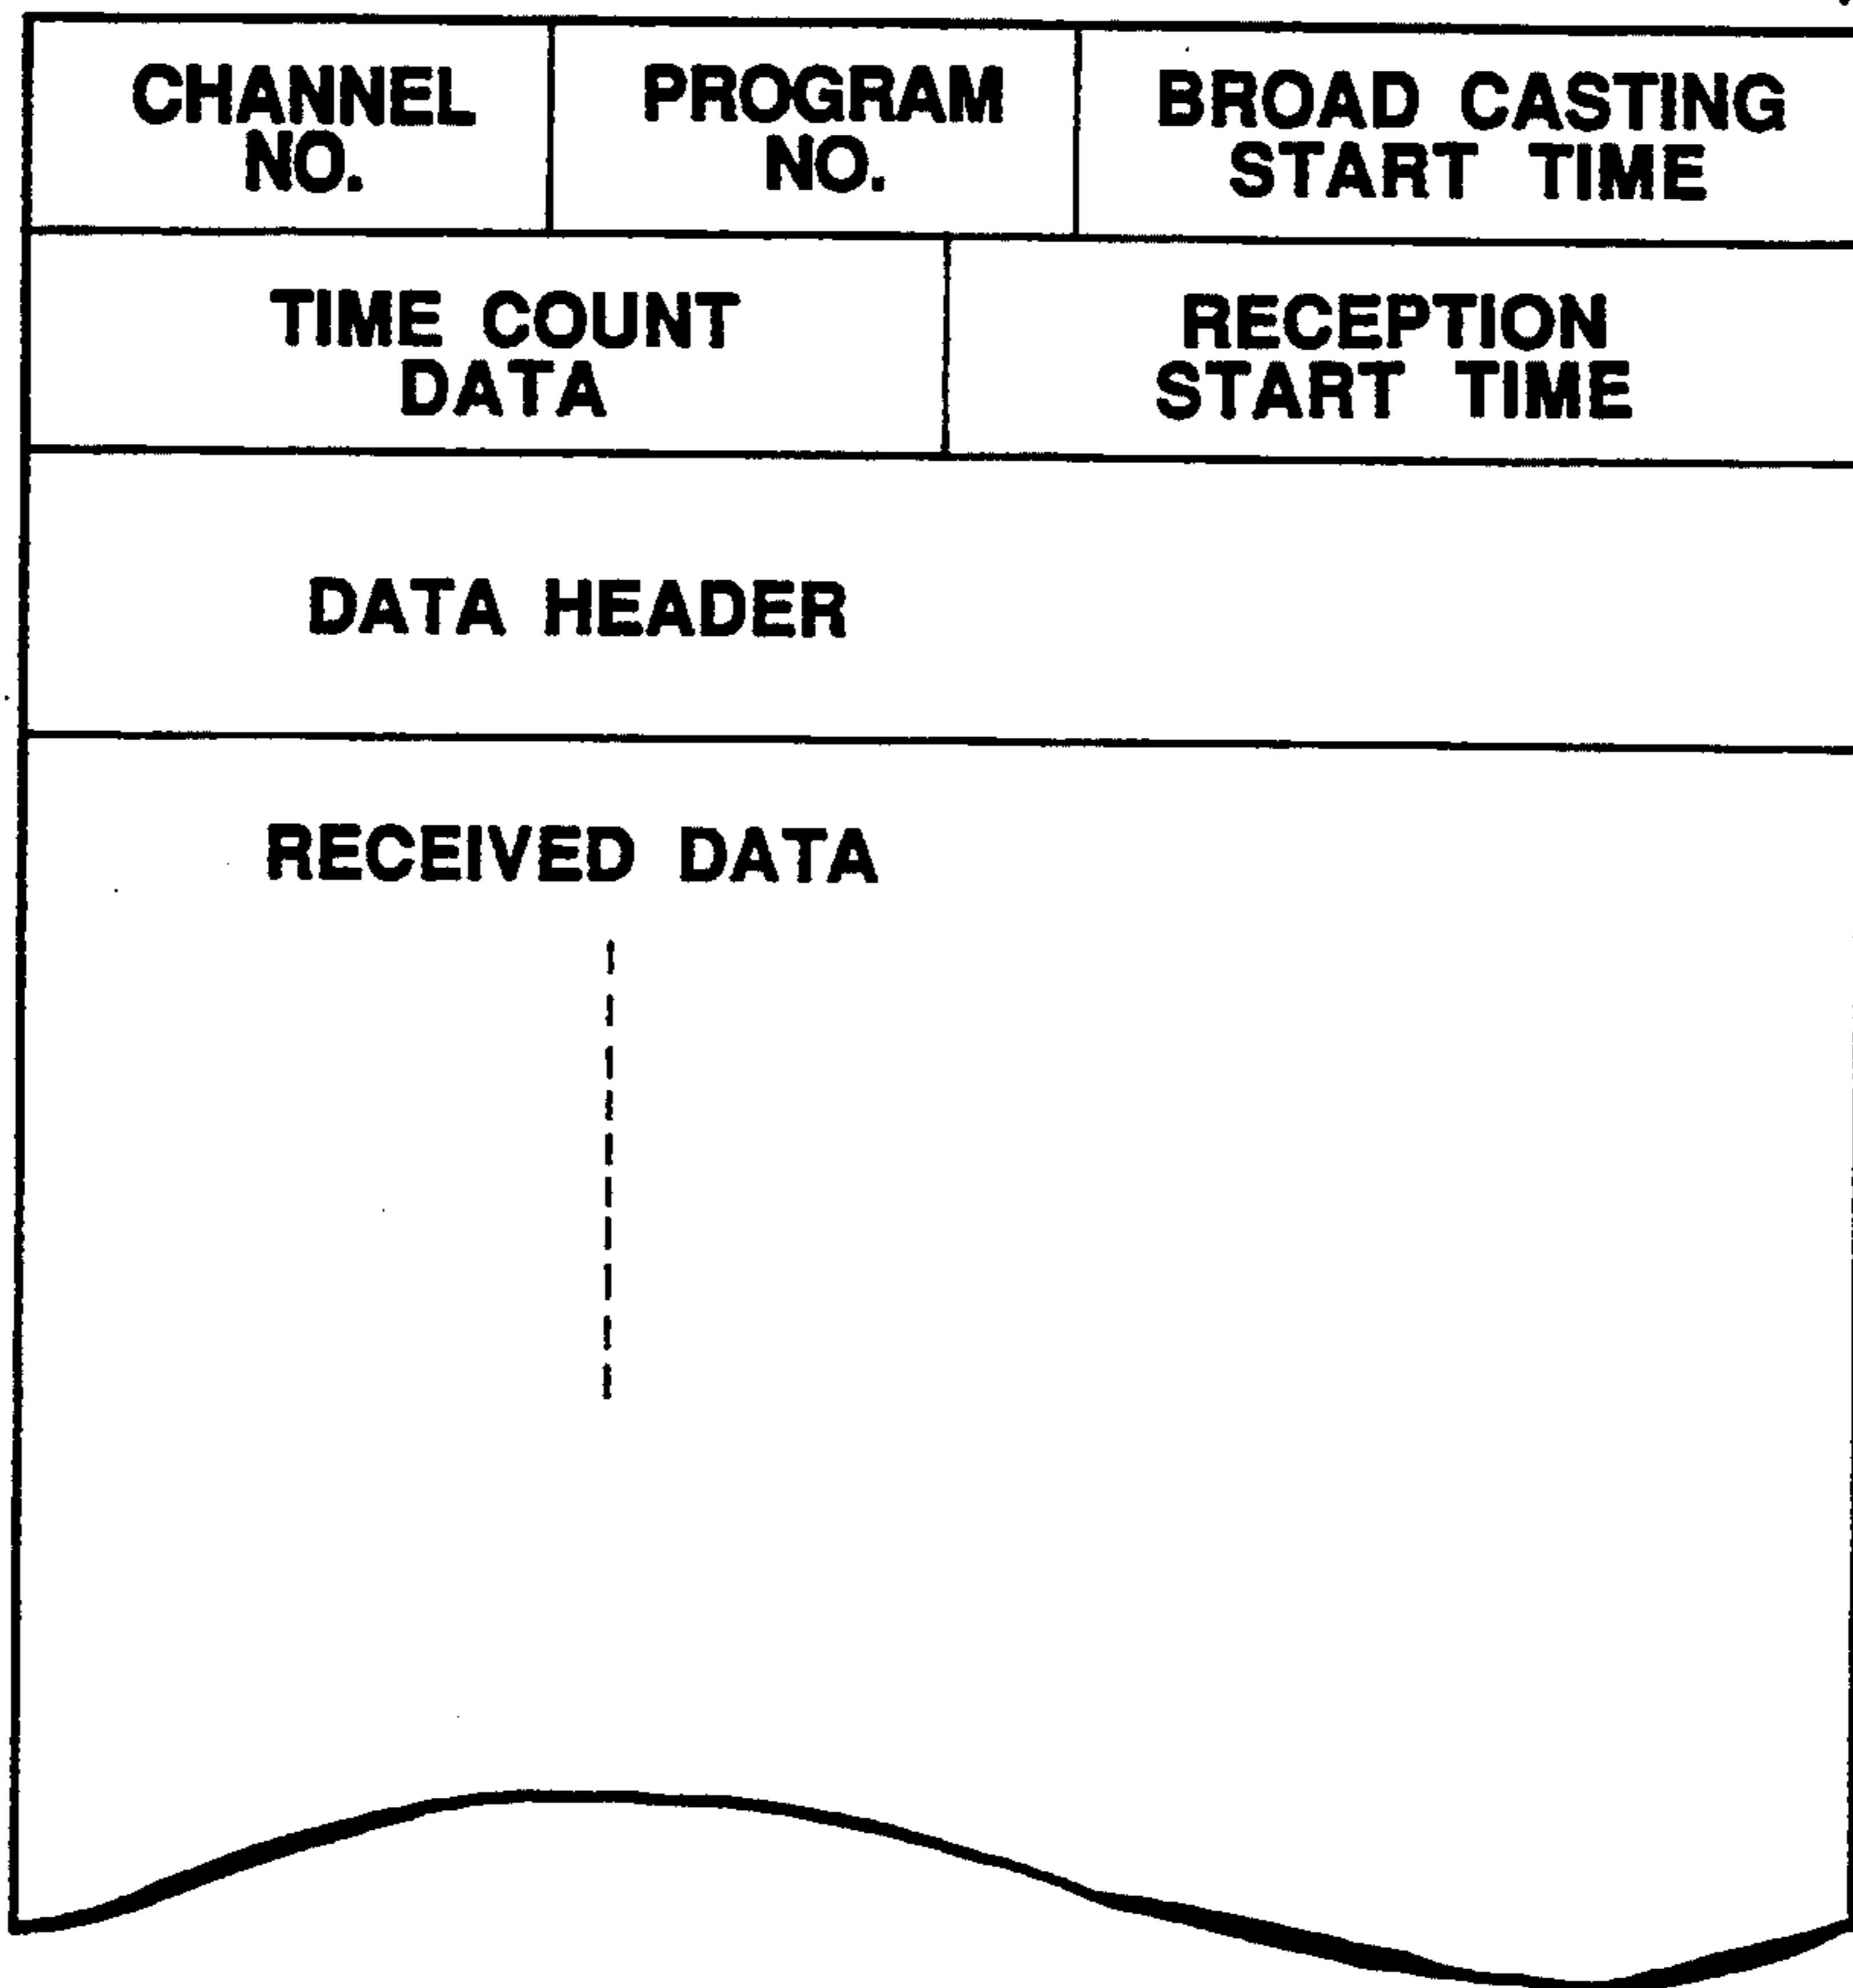 CHANNEL
NO.
PROGRAM
NO.
BROAD CASTING
START TIME
TIME COUNT
DATA
RECEPTION
START TIME
DATA HEADER
RECEIVED DATA